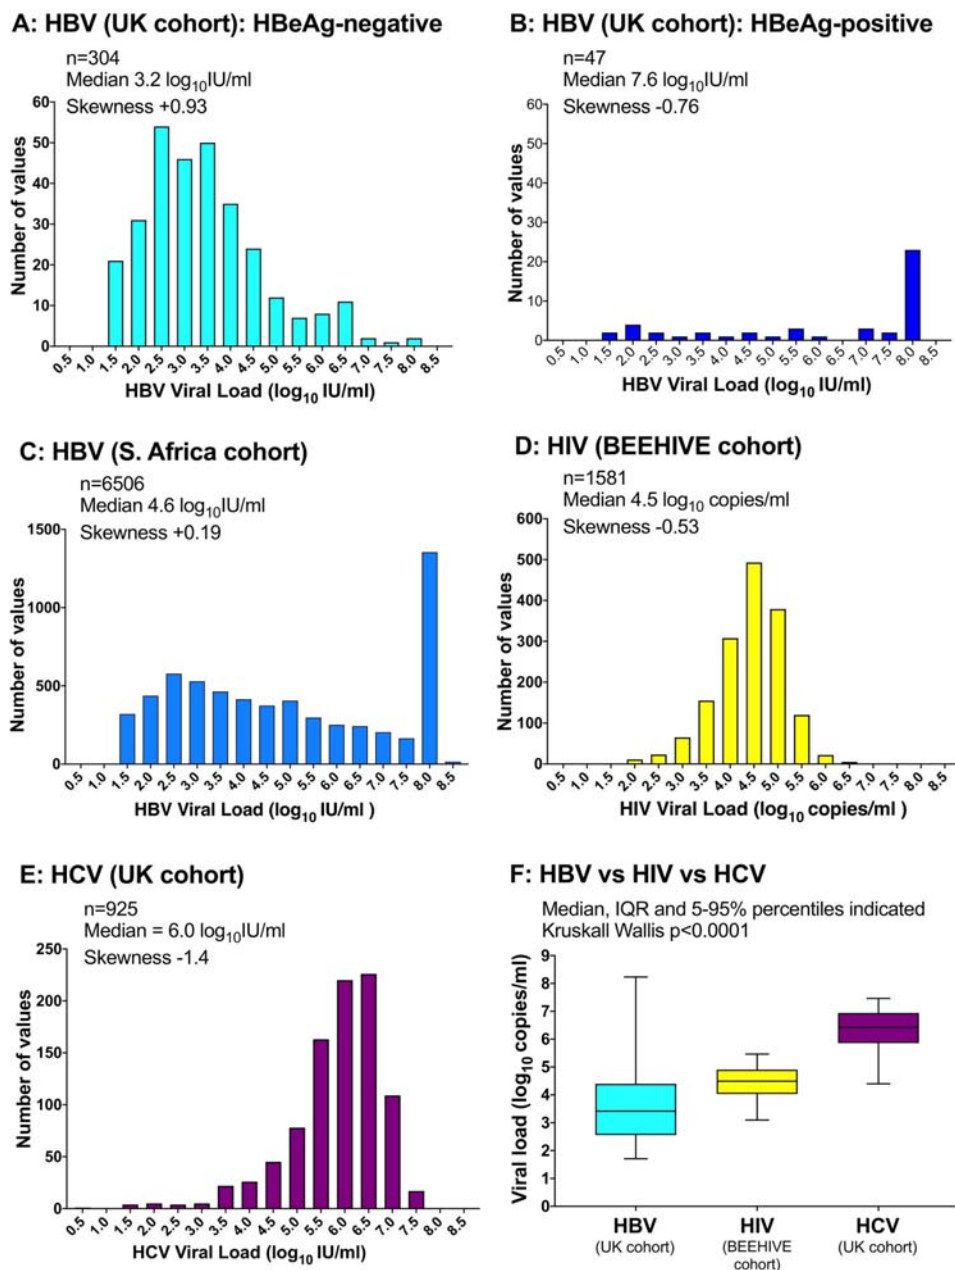 A: HBV (UK cohort): HBeAg-negative
n=304
Median 3.2 log10IU/ml
Skewness +0.93
60
50
40
30
20
10
0
Number of values
0.5 1.0 1.5 2.0 2.5 3.0 3.5 4.0 4.5 5.0 5.5 6.0 6.5 7.0 7.5 8.0 8.5
HBV Viral Load (log10 IU/ml)
B: HBV (UK cohort): HBeAg-positive
n=47
Median 7.6 log10IU/ml
Skewness -0.76
60
50
40
30
20
10
0
Number of values
0.5 1.0 1.5 2.0 2.5 3.0 3.5 4.0 4.5 5.0 5.5 6.0 7.0 7.5 8.0 8.5
HBV Viral Load (log10 IU/ml)
C: HBV (S. Africa cohort)
n=6506
Median 4.6 log10IU/ml
Skewness +0.19
1500
1000
500
0
Number of values
0.5 1.0 1.5 2.0 2.5 3.0 3.5 4.0 4.5 5.0 5.5 6.0 6.5 7.0 7.5 8.0 8.5
HBV Viral Load (log10 IU/ml )
D: HIV (BEEHIVE cohort)
n=1581
Median 4.5 log10 copies/ml
Skewness -0.53
600
500
400
300
200
100
0
Number of values
0.5 1.0 1.5 2.0 2.5 3.0 3.5 4.0 4.5 5.0 5.5 6.0 6.5 7.0 7.5 8.0 8.5
HIV Viral Load (log10 copies/ml)
E: HCV (UK cohort)
n=925
Median = 6.0 log10IU/ml
Skewness -1.4
250
200
150
100
50
0
Number of values
0.5 1.0 1.5 2.0 2.5 3.0 3.5 4.0 4.5 5.0 5.5 6.0 6.5 7.0 7.5 8.0 8.5
HCV Viral Load (log10 IU/ml)
F: HBV vs HIV vs HCV
Median, IQR and 5-95% percentiles indicated
Kruskall Wallis p<0.0001
9
8
7
6
5
4
3
2
1
0
Viral load (log10 copies/ml)
HBV HIV HCV
(UK cohort) (BEEHIVE (UK cohort)
cohort)